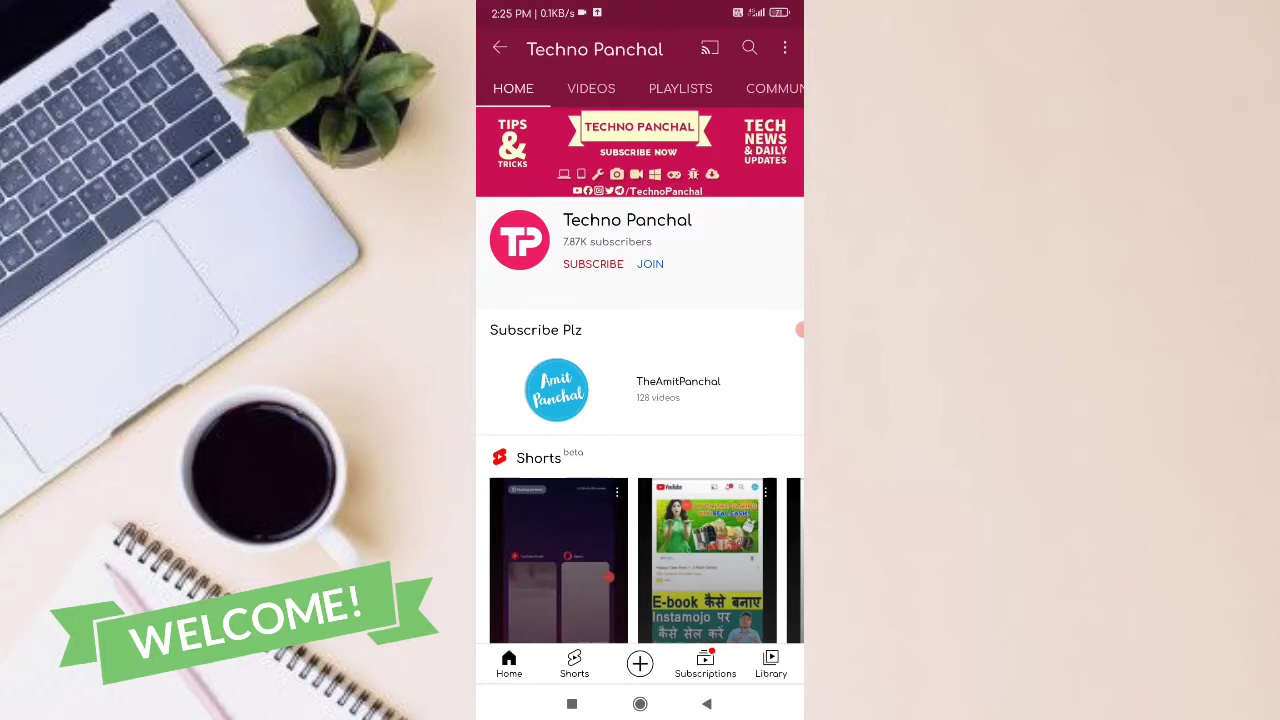 2:25 PM | 0.1KB/s
21
Techno Panchal
HOME VIDEOS PLAYLISTS COMMUN
TIPS & TRICKS
TECHNO PANCHAL
SUBSCRIBE NOW
/TechnoPanchal
TECH NEWS & DAILY UPDATES
TP
Techno Panchal
7.87K subscribers
SUBSCRIBE JOIN
Subscribe Plz
Amit Panchal
TheAmitPanchal
128 videos
Shorts beta
YouTube
E-book कैसे बनाए
Instamojo पर
कैसे सेल करें
Home Shorts Subscriptions Library
WELCOME!